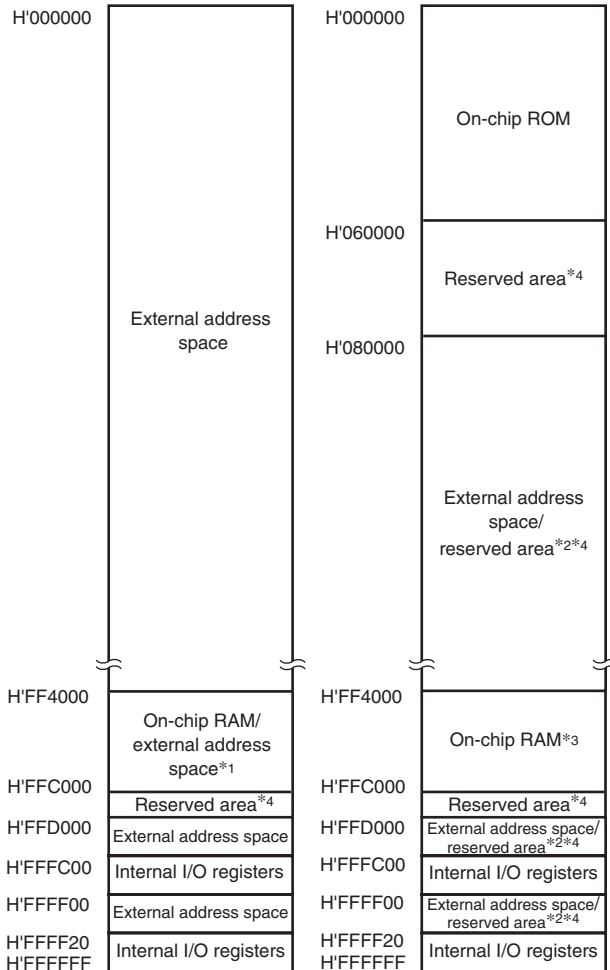 H'000000
External address
space
H'FF4000
On-chip RAM/
external address
space*1
H'FFC000
Reserved area*4
H'FFD000
External address space
H'FFFC00
Internal I/O registers
H'FFFF00
External address space
H'FFFF20
Internal I/O registers
H'FFFFFF
H'000000
On-chip ROM
H'060000
Reserved area*4
H'080000
External address
space/
reserved area*2*4
H'FF4000
On-chip RAM*3
H'FFC000
Reserved area*4
H'FFD000
External address space/
reserved area*2*4
H'FFFC00
Internal I/O registers
H'FFFF00
External address space/
reserved area*2*4
H'FFFF20
Internal I/O registers
H'FFFFFF